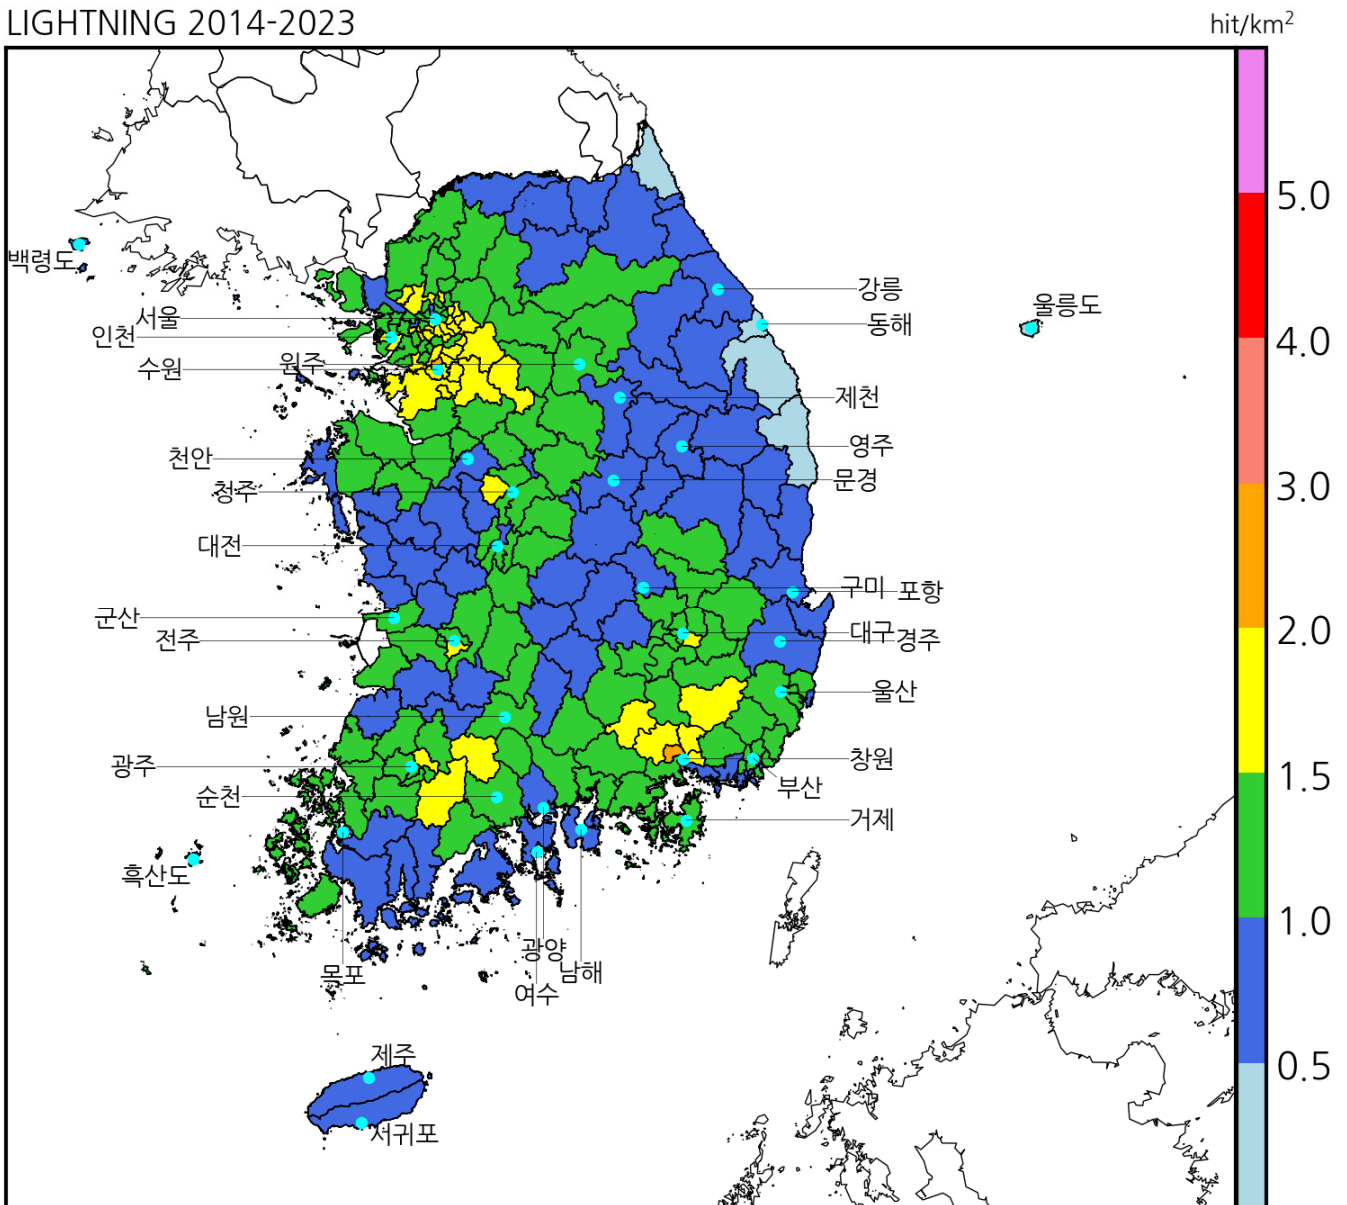 LIGHTNING 2014-2023
hit/km²
백령도
서울
인천
수원
원주
강릉
동해
울릉도
제천
천안
청주
영주
문경
대전
구미
포항
군산
전주
대구
경주
남원
울산
광주
순천
창원
부산
거제
흑산도
목포
광양
남해
여수
제주
서귀포
5.0
4.0
3.0
2.0
1.5
1.0
0.5